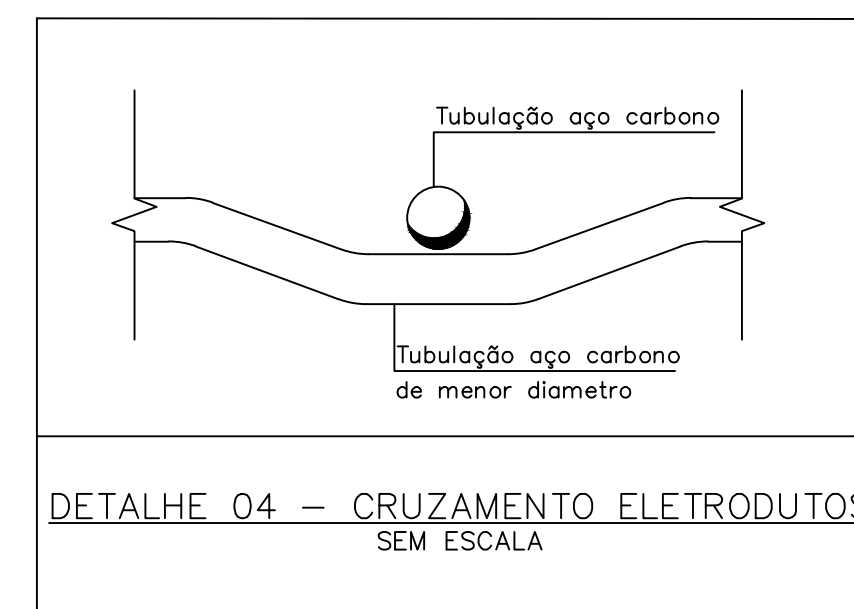 Tubulação aço carbono
Tubulação aço carbono
de menor diametro
DETALHE 04 – CRUZAMENTO ELETRODUTOS
SEM ESCALA